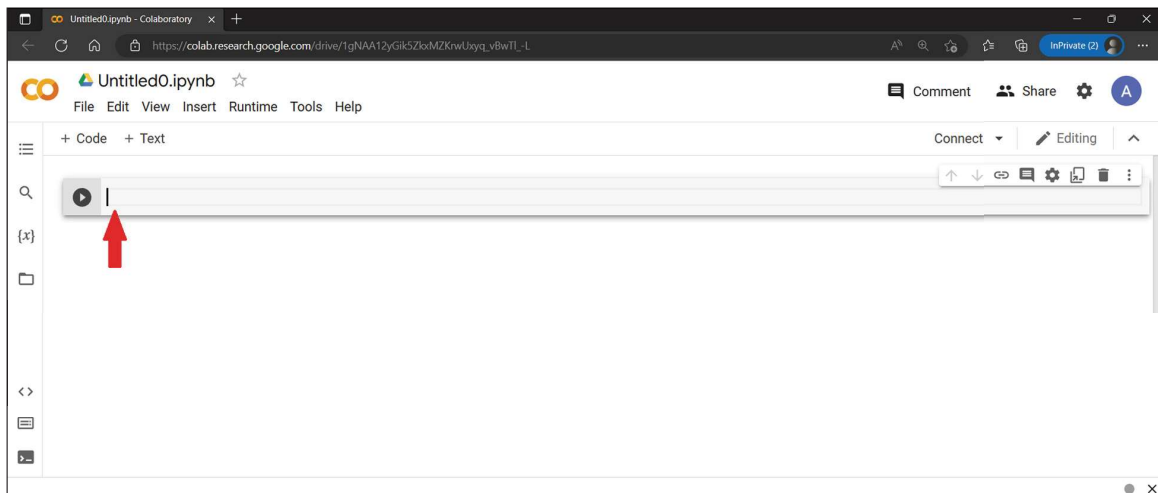 Untitled0.ipynb - Colaboratory
https://colab.research.google.com/drive/1gNAA12yGik5ZkxMZKrwUxyq_vBwTl_-L
InPrivate (2)
Untitled0.ipynb
Comment Share A
File Edit View Insert Runtime Tools Help
+ Code + Text Connect Editing
{x}